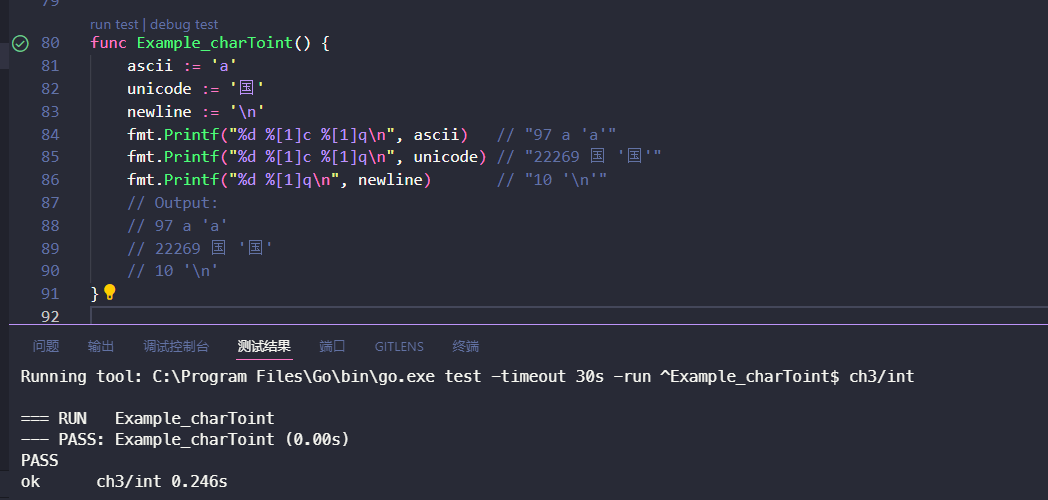 79
run test | debug test
80 func Example_charToint() {
81 ascii := 'a'
82 unicode := '国'
83 newline := '\n'
84 fmt.Printf("%d %[1]c %[1]q\n", ascii) // "97 a 'a'"
85 fmt.Printf("%d %[1]c %[1]q\n", unicode) // "22269 国 '国'"
86 fmt.Printf("%d %[1]q\n", newline) // "10 '\n'"
87 // Output:
88 // 97 a 'a'
89 // 22269 国 '国'
90 // 10 '\n'
91 }
92
问题 输出 调试控制台 测试结果 端口 GITLENS 终端
Running tool: C:\Program Files\Go\bin\go.exe test -timeout 30s -run ^Example_charToint$ ch3/int
=== RUN Example_charToint
--- PASS: Example_charToint (0.00s)
PASS
ok ch3/int 0.246s